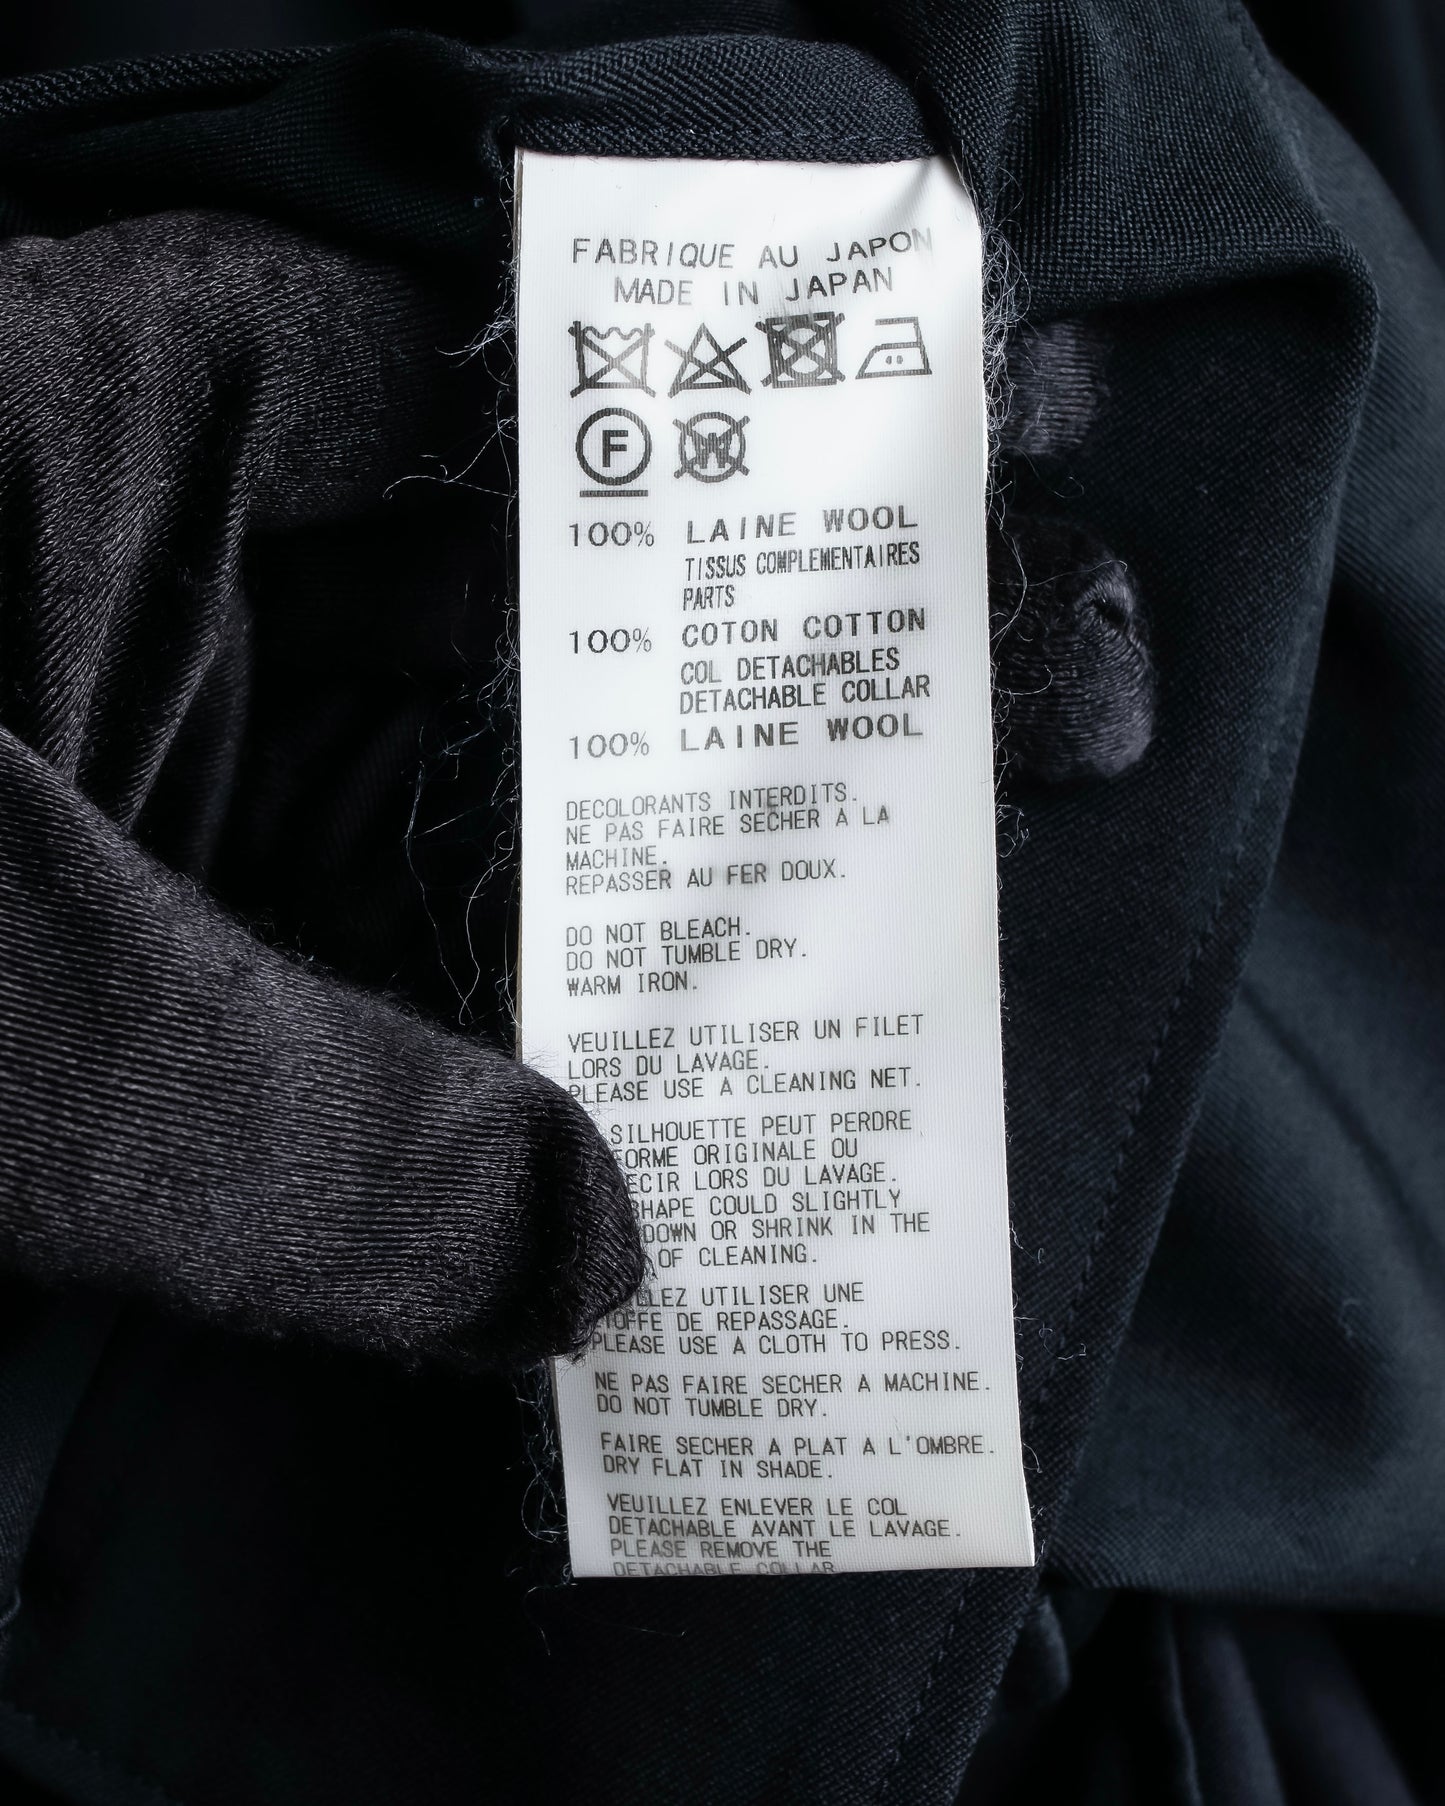 FABRIQUE AU JAPON
MADE IN JAPAN
F W
100% LAINE WOOL
TISSUS COMPLEMENTAIRES
PARTS
100% COTON COTTON
COL DETACHABLES
DETACHABLE COLLAR
100% LAINE WOOL
DECOLORANTS INTERDITS.
NE PAS FAIRE SECHER A LA
MACHINE.
REPASSER AU FER DOUX.
DO NOT BLEACH.
DO NOT TUMBLE DRY.
WARM IRON.
VEUILLEZ UTILISER UN FILET
LORS DU LAVAGE.
PLEASE USE A CLEANING NET.
SILHOUETTE PEUT PERDRE
ORIGINALE OU
LORS DU LAVAGE.
COULD SLIGHTLY
DOWN OR SHRINK IN THE
OF CLEANING.
UTILISER UNE
DE REPASSAGE.
PLEASE USE A CLOTH TO PRESS.
NE PAS FAIRE SECHER A MACHINE.
DO NOT TUMBLE DRY.
FAIRE SECHER A PLAT A L'OMBRE.
DRY FLAT IN SHADE.
VEUILLEZ ENLEVER LE COL
DETACHABLE AVANT LE LAVAGE.
PLEASE REMOVE THE
DETACHABLE COLLAR